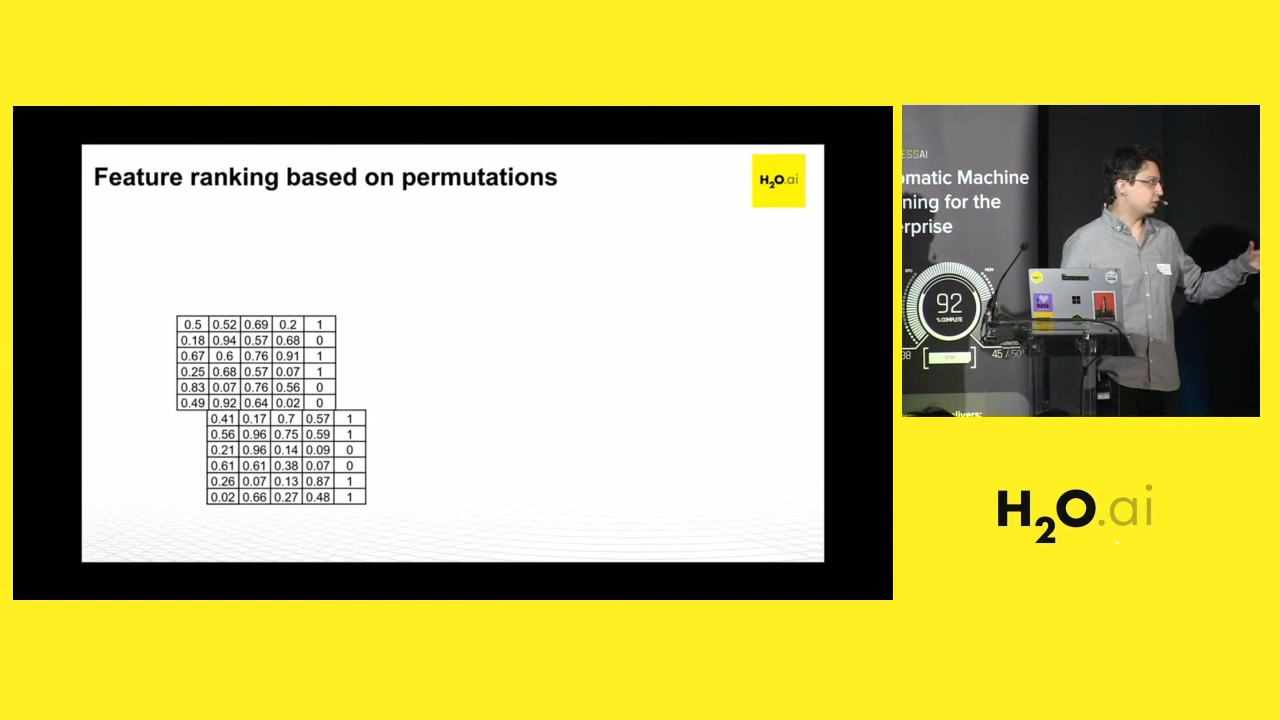 Feature ranking based on permutations
H2O.ai
0.5 0.52 0.69 0.2 1
0.18 0.94 0.57 0.68 0
0.67 0.6 0.76 0.91 1
0.25 0.68 0.57 0.07 1
0.83 0.07 0.76 0.56 0
0.49 0.92 0.64 0.02 0
0.41 0.17 0.7 0.57 1
0.56 0.96 0.75 0.59 1
0.21 0.96 0.14 0.09 0
0.61 0.61 0.38 0.07 0
0.26 0.07 0.13 0.87 1
0.02 0.66 0.27 0.48 1
ESSAI
omatic Machine
ning for the
erprise
92
% COMPLETE
45 / 50
elivers:
H2O.ai